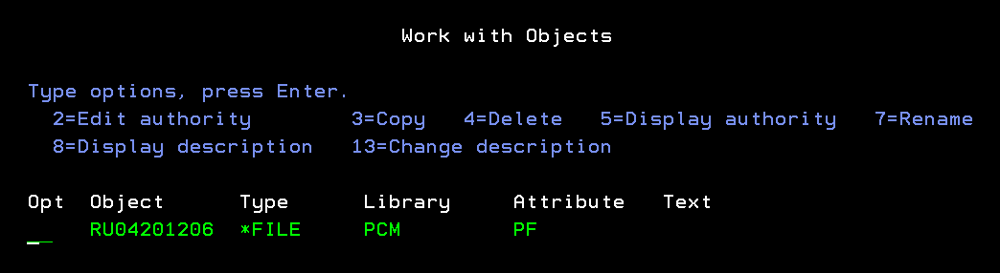 Work with Objects
Type options, press Enter.
2=Edit authority 3=Copy 4=Delete 5=Display authority 7=Rename
8=Display description 13=Change description
Opt Object Type Library Attribute Text
RU04201206 *FILE PCM PF